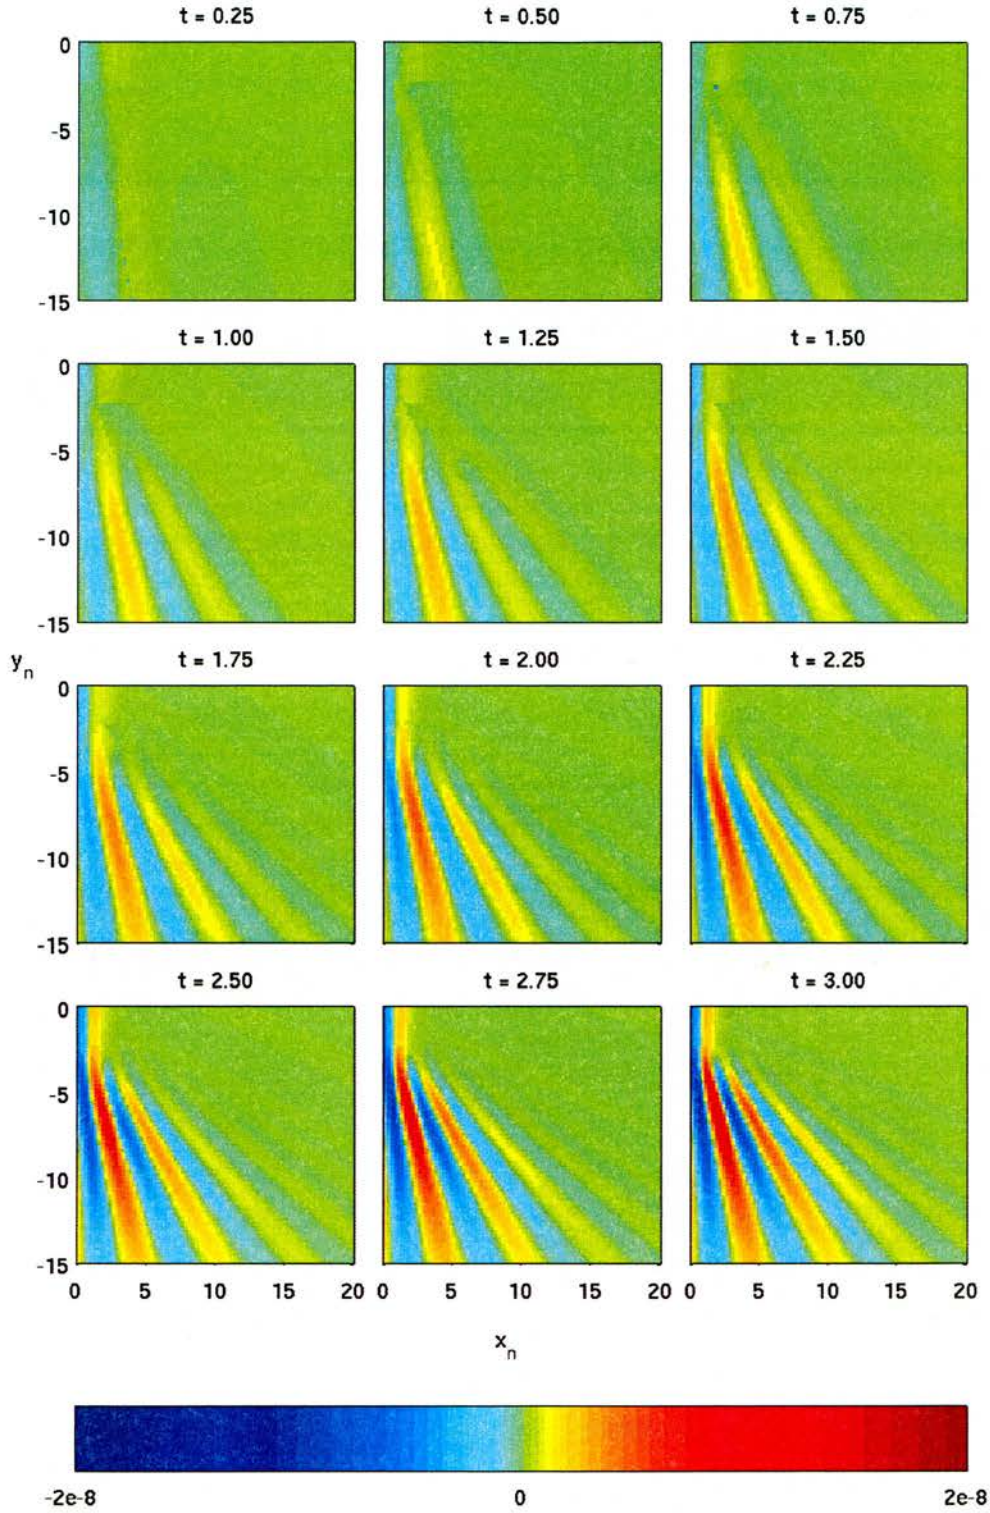 t = 0.25 t = 0.50 t = 0.75
0
-5
-10
-15
t = 1.00 t = 1.25 t = 1.50
0
-5
-10
-15
yn
t = 1.75 t = 2.00 t = 2.25
0
-5
-10
-15
t = 2.50 t = 2.75 t = 3.00
0
-5
-10
-15
0 5 10 15 20 0 5 10 15 20 0 5 10 15 20
xn
-2e-8 0 2e-8